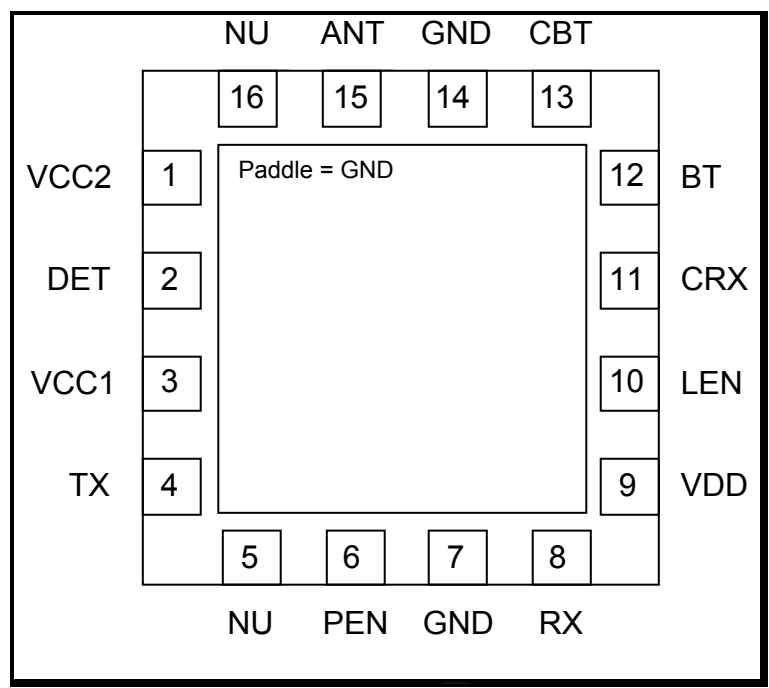 NU ANT GND CBT
16 15 14 13
Paddle = GND
VCC2 1 12 BT
DET 2 11 CRX
VCC1 3 10 LEN
TX 4 9 VDD
5 6 7 8
NU PEN GND RX